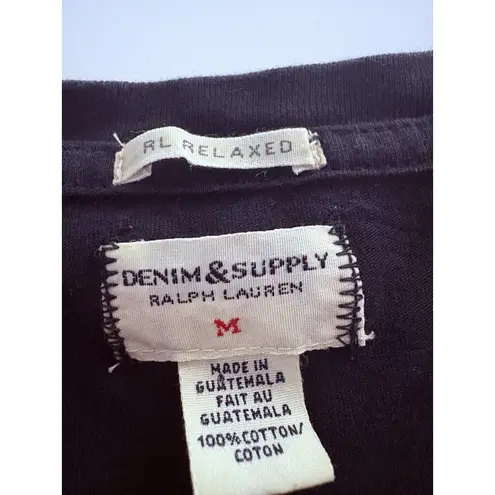 RL RELAXED
DENIM & SUPPLY
RALPH LAUREN
M
MADE IN
GUATEMALA
FAIT AU
GUATEMALA
100% COTTON/
COTON